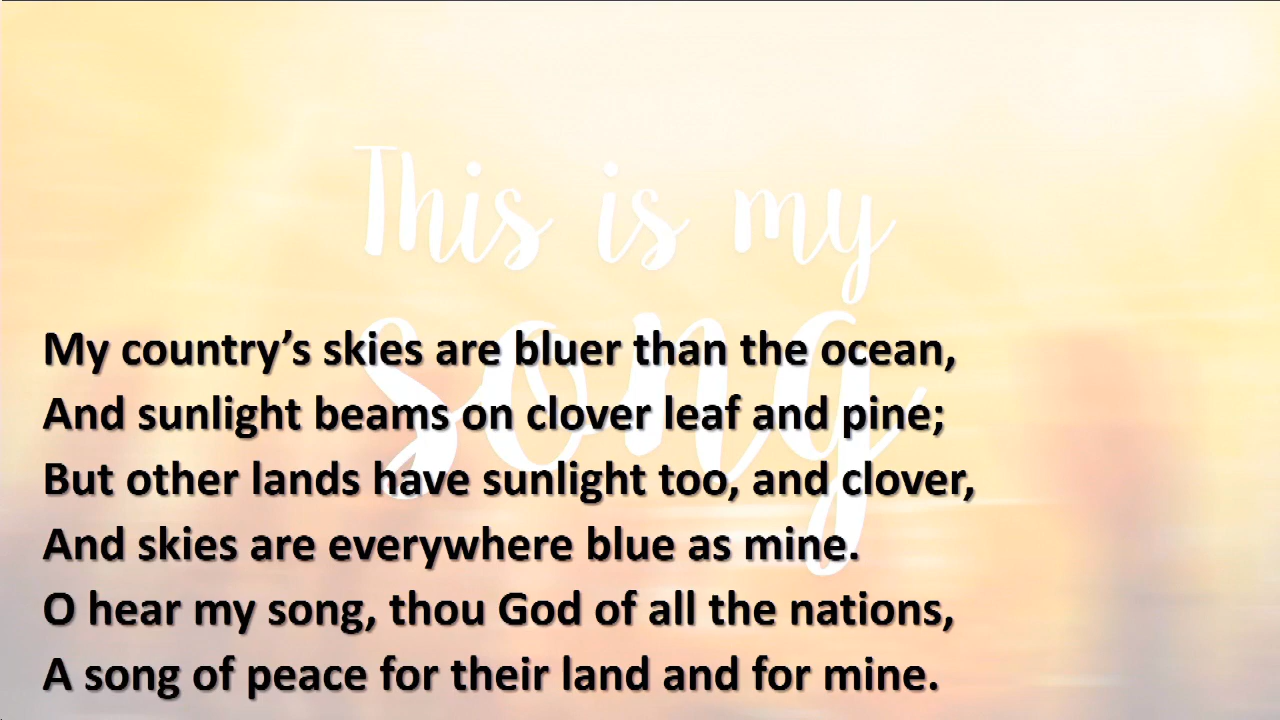 This is my
song
My country’s skies are bluer than the ocean,
And sunlight beams on clover leaf and pine;
But other lands have sunlight too, and clover,
And skies are everywhere blue as mine.
O hear my song, thou God of all the nations,
A song of peace for their land and for mine.